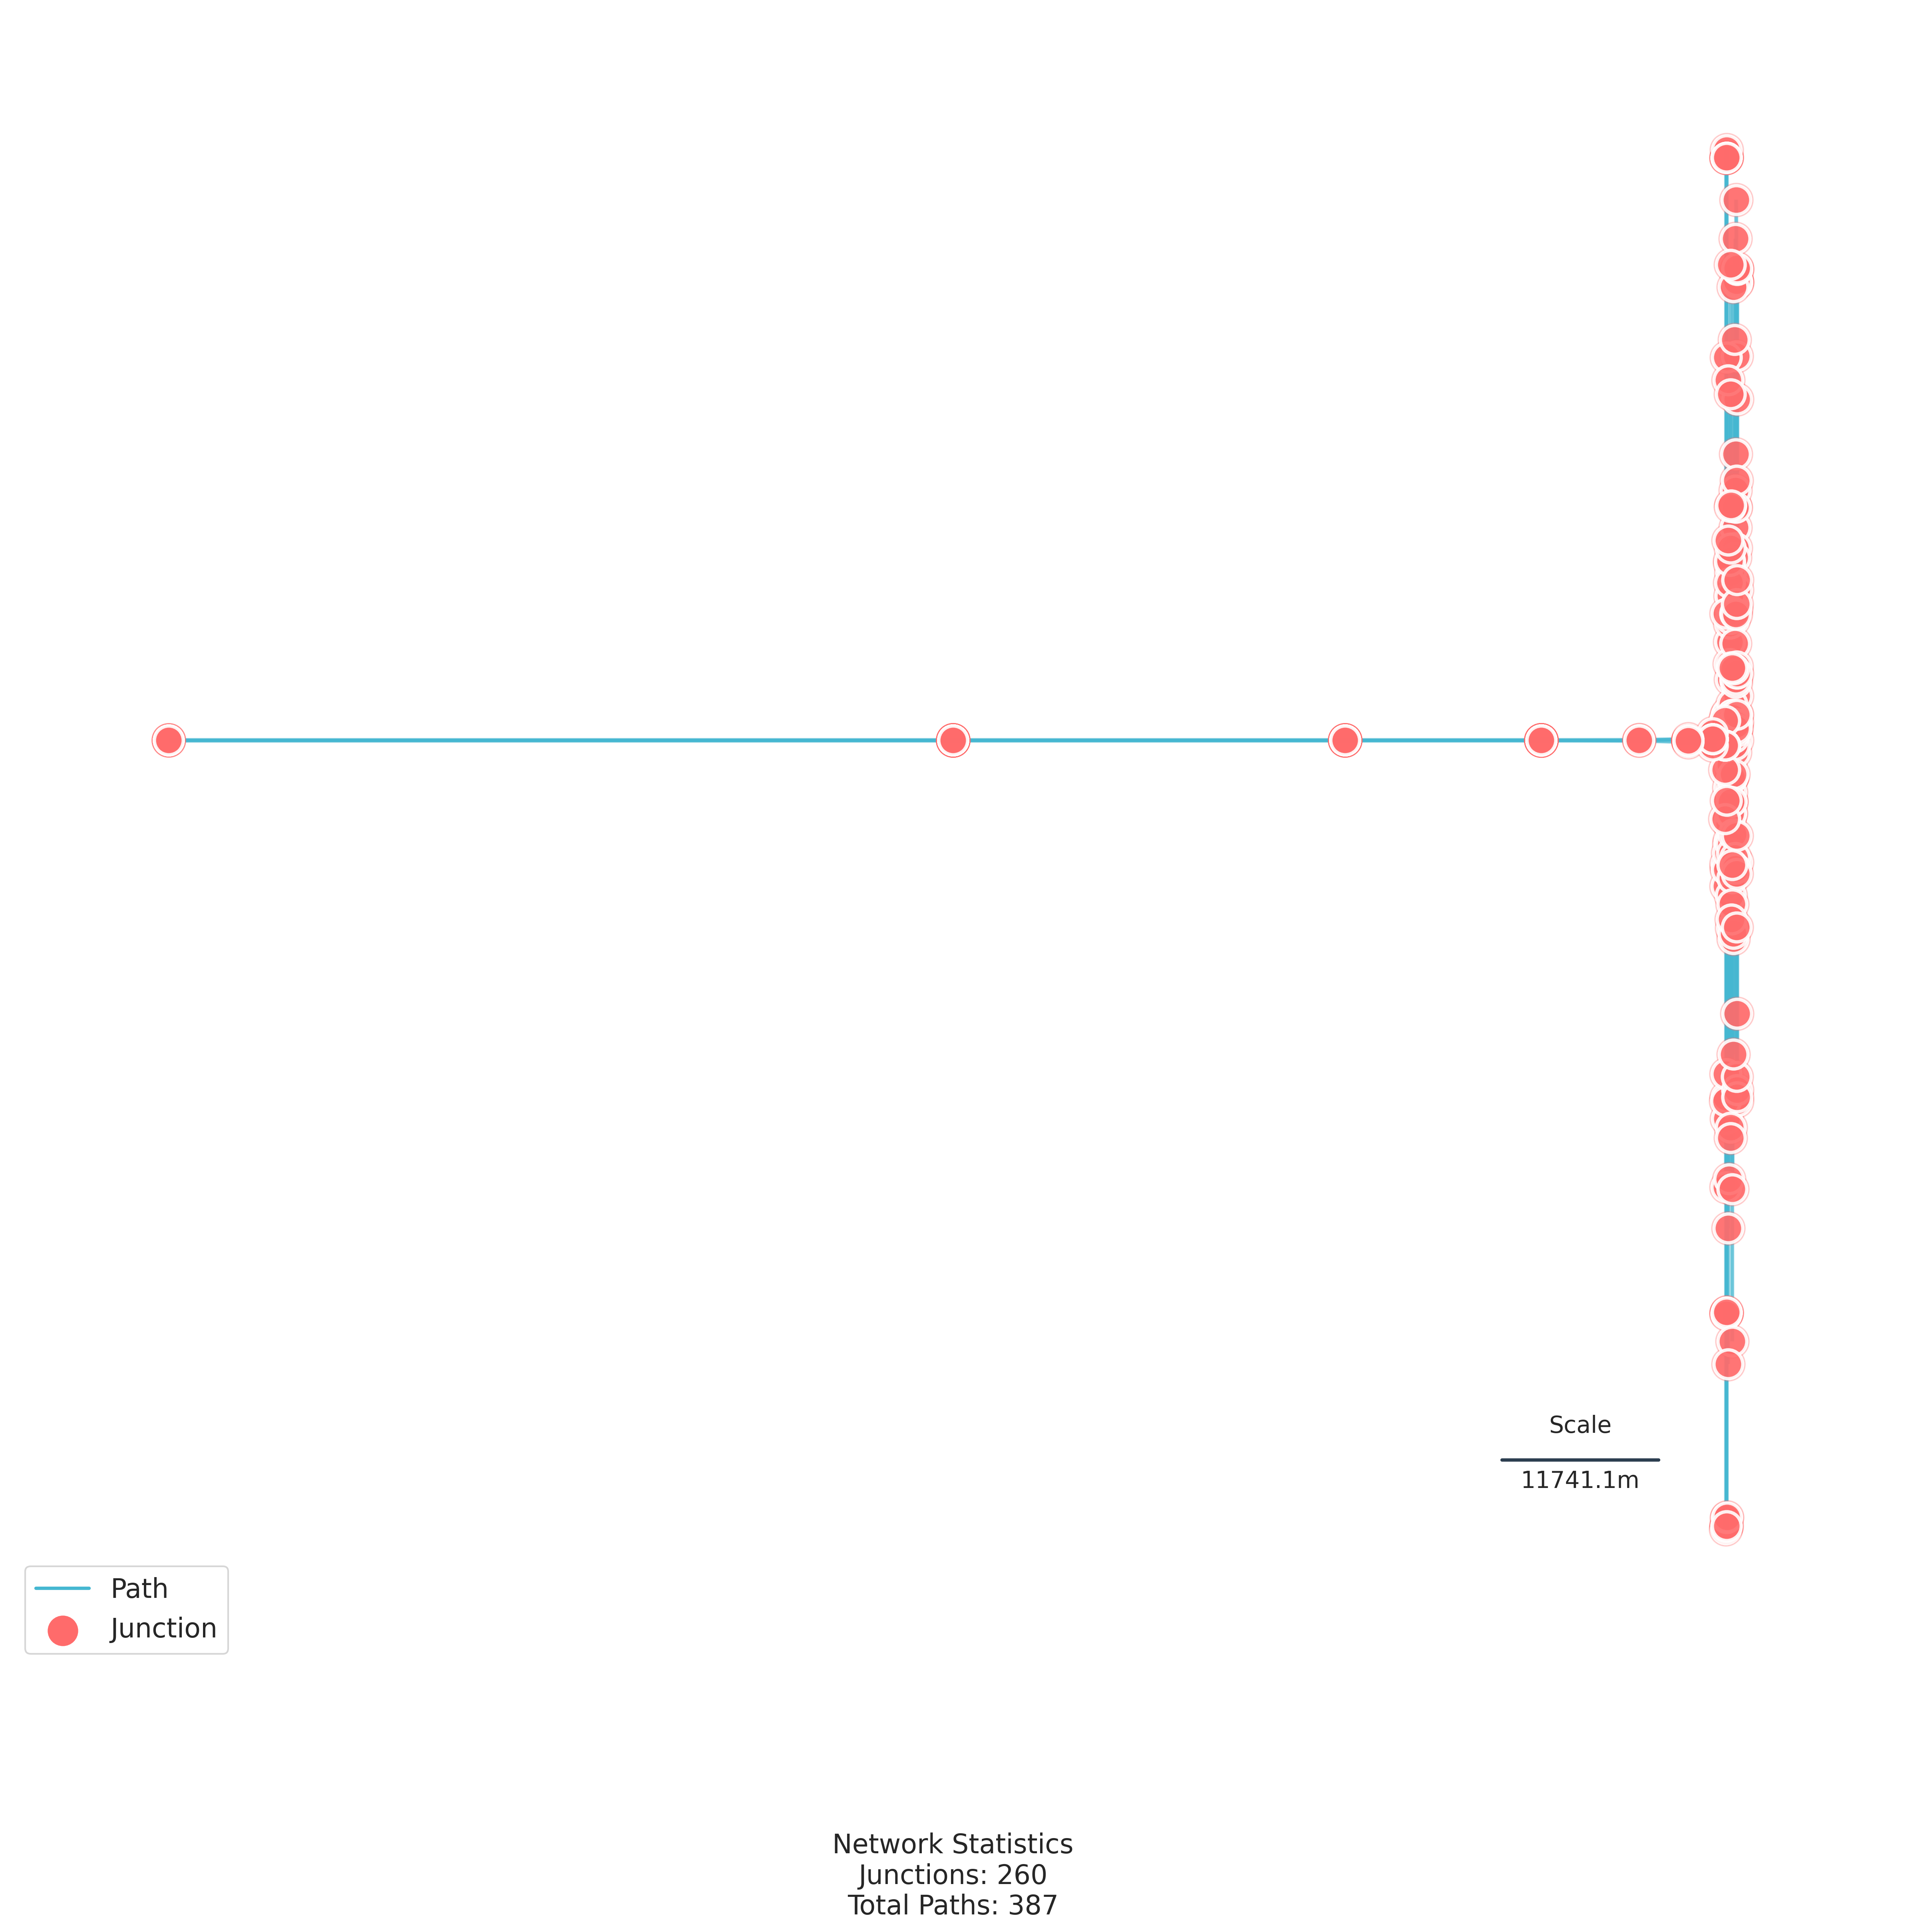 Scale
11741.1m
Path
Junction
Network Statistics
Junctions: 260
Total Paths: 387